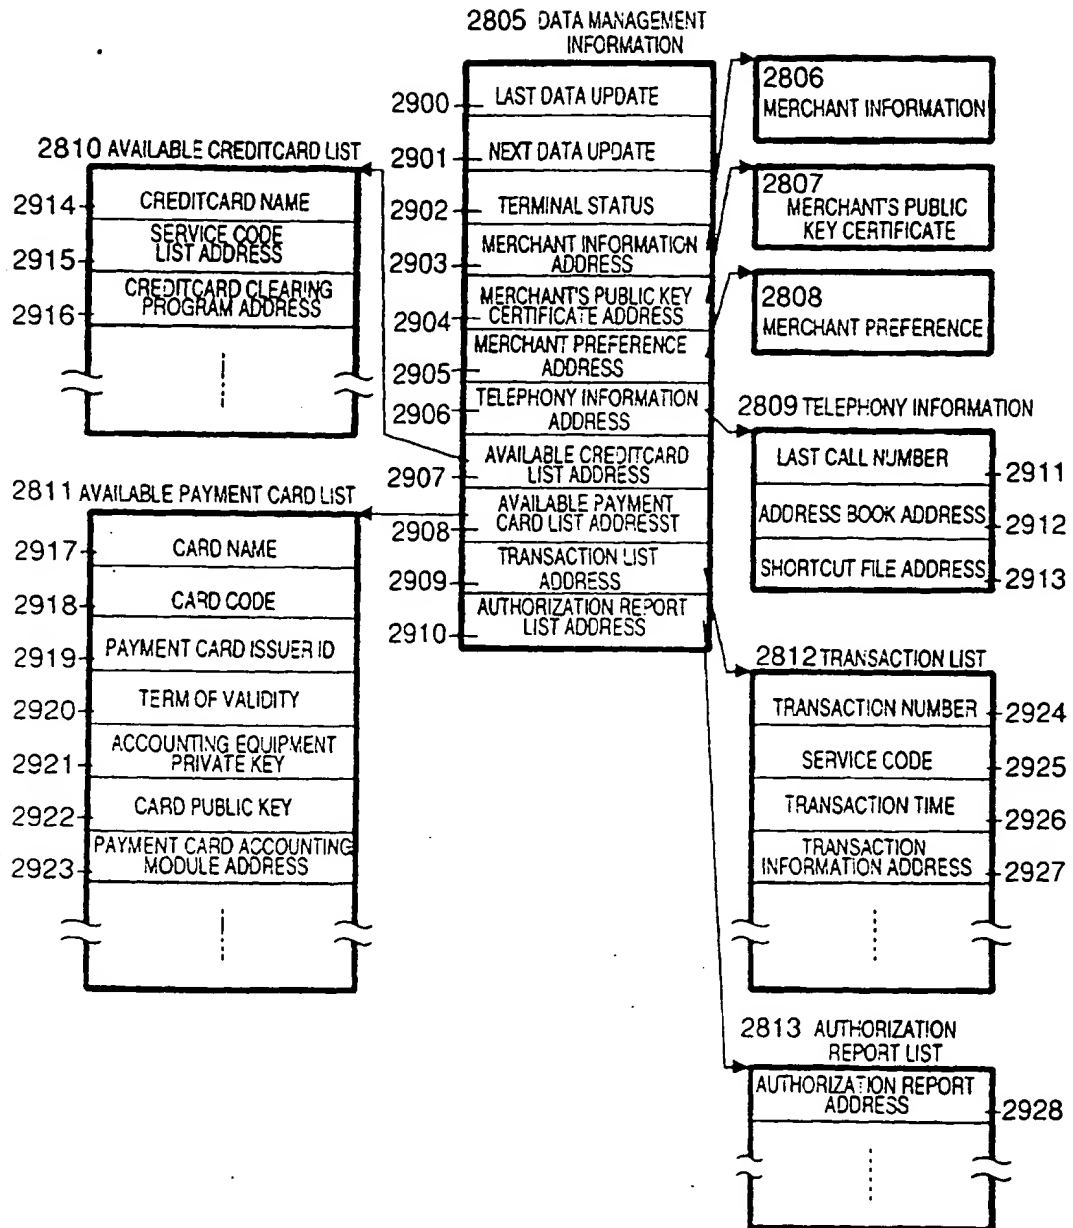 2805 DATA MANAGEMENT
INFORMATION
2900
LAST DATA UPDATE
2901
NEXT DATA UPDATE
2902
TERMINAL STATUS
2903
MERCHANT INFORMATION
ADDRESS
2904
MERCHANT'S PUBLIC KEY
CERTIFICATE ADDRESS
2905
MERCHANT PREFERENCE
ADDRESS
2906
TELEPHONY INFORMATION
ADDRESS
2907
AVAILABLE CREDITCARD
LIST ADDRESS
2908
AVAILABLE PAYMENT
CARD LIST ADDRESST
2909
TRANSACTION LIST
ADDRESS
2910
AUTHORIZATION REPORT
LIST ADDRESS
2810 AVAILABLE CREDITCARD LIST
2914
CREDITCARD NAME
2915
SERVICE CODE
LIST ADDRESS
2916
CREDITCARD CLEARING
PROGRAM ADDRESS
2811 AVAILABLE PAYMENT CARD LIST
2917
CARD NAME
2918
CARD CODE
2919
PAYMENT CARD ISSUER ID
2920
TERM OF VALIDITY
2921
ACCOUNTING EQUIPMENT
PRIVATE KEY
2922
CARD PUBLIC KEY
2923
PAYMENT CARD ACCOUNTING
MODULE ADDRESS
2806
MERCHANT INFORMATION
2807
MERCHANT'S PUBLIC
KEY CERTIFICATE
2808
MERCHANT PREFERENCE
2809 TELEPHONY INFORMATION
LAST CALL NUMBER
2911
ADDRESS BOOK ADDRESS
2912
SHORTCUT FILE ADDRESS
2913
2812 TRANSACTION LIST
TRANSACTION NUMBER
2924
SERVICE CODE
2925
TRANSACTION TIME
2926
TRANSACTION
INFORMATION ADDRESS
2927
2813 AUTHORIZATION
REPORT LIST
AUTHORIZATION REPORT
ADDRESS
2928